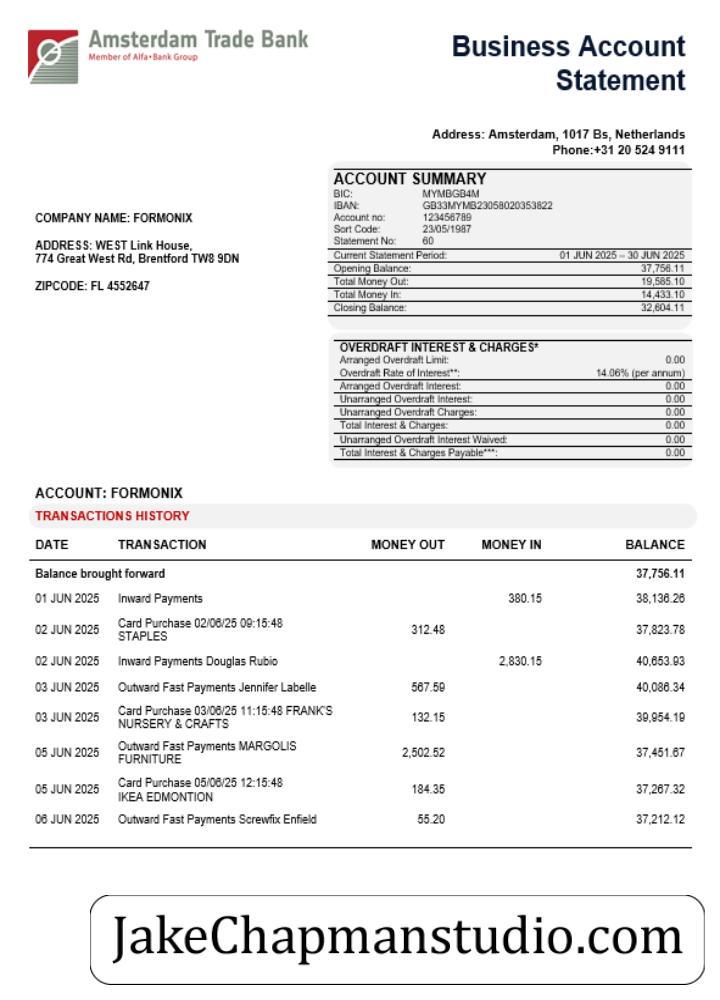 Amsterdam Trade Bank
Member of Alfa•Bank Group
Business Account
Statement
Address: Amsterdam, 1017 Bs, Netherlands
Phone:+31 20 524 9111
COMPANY NAME: FORMONIX
ADDRESS: WEST Link House,
774 Great West Rd, Brentford TW8 9DN
ZIPCODE: FL 4552647
ACCOUNT SUMMARY
BIC: MYMBGB4M
IBAN: GB33MYMB23058020353822
Account no: 123456789
Sort Code: 23/05/1987
Statement No: 60
Current Statement Period: 01 JUN 2025 – 30 JUN 2025
Opening Balance: 37,756.11
Total Money Out: 19,585.10
Total Money In: 14,433.10
Closing Balance: 32,604.11
OVERDRAFT INTEREST & CHARGES*
Arranged Overdraft Limit: 0.00
Overdraft Rate of Interest**: 14.06% (per annum)
Arranged Overdraft Interest: 0.00
Unarranged Overdraft Interest: 0.00
Unarranged Overdraft Charges: 0.00
Total Interest & Charges: 0.00
Unarranged Overdraft Interest Waived: 0.00
Total Interest & Charges Payable***: 0.00
ACCOUNT: FORMONIX
TRANSACTIONS HISTORY
DATE TRANSACTION MONEY OUT MONEY IN BALANCE
Balance brought forward 37,756.11
01 JUN 2025 Inward Payments 380.15 38,136.26
02 JUN 2025 Card Purchase 02/06/25 09:15:48 312.48 37,823.78
STAPLES
02 JUN 2025 Inward Payments Douglas Rubio 2,830.15 40,653.93
03 JUN 2025 Outward Fast Payments Jennifer Labelle 567.59 40,086.34
03 JUN 2025 Card Purchase 03/06/25 11:15:48 FRANK'S 132.15 39,954.19
NURSERY & CRAFTS
05 JUN 2025 Outward Fast Payments MARGOLIS 2,502.52 37,451.67
FURNITURE
05 JUN 2025 Card Purchase 05/06/25 12:15:48 184.35 37,267.32
IKEA EDMONTION
06 JUN 2025 Outward Fast Payments Screwfix Enfield 55.20 37,212.12
JakeChapmanstudio.com